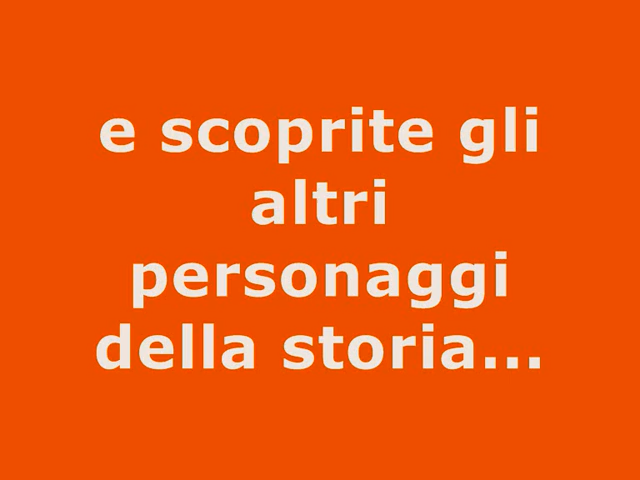 e scoprite gli
altri
personaggi
della storia...